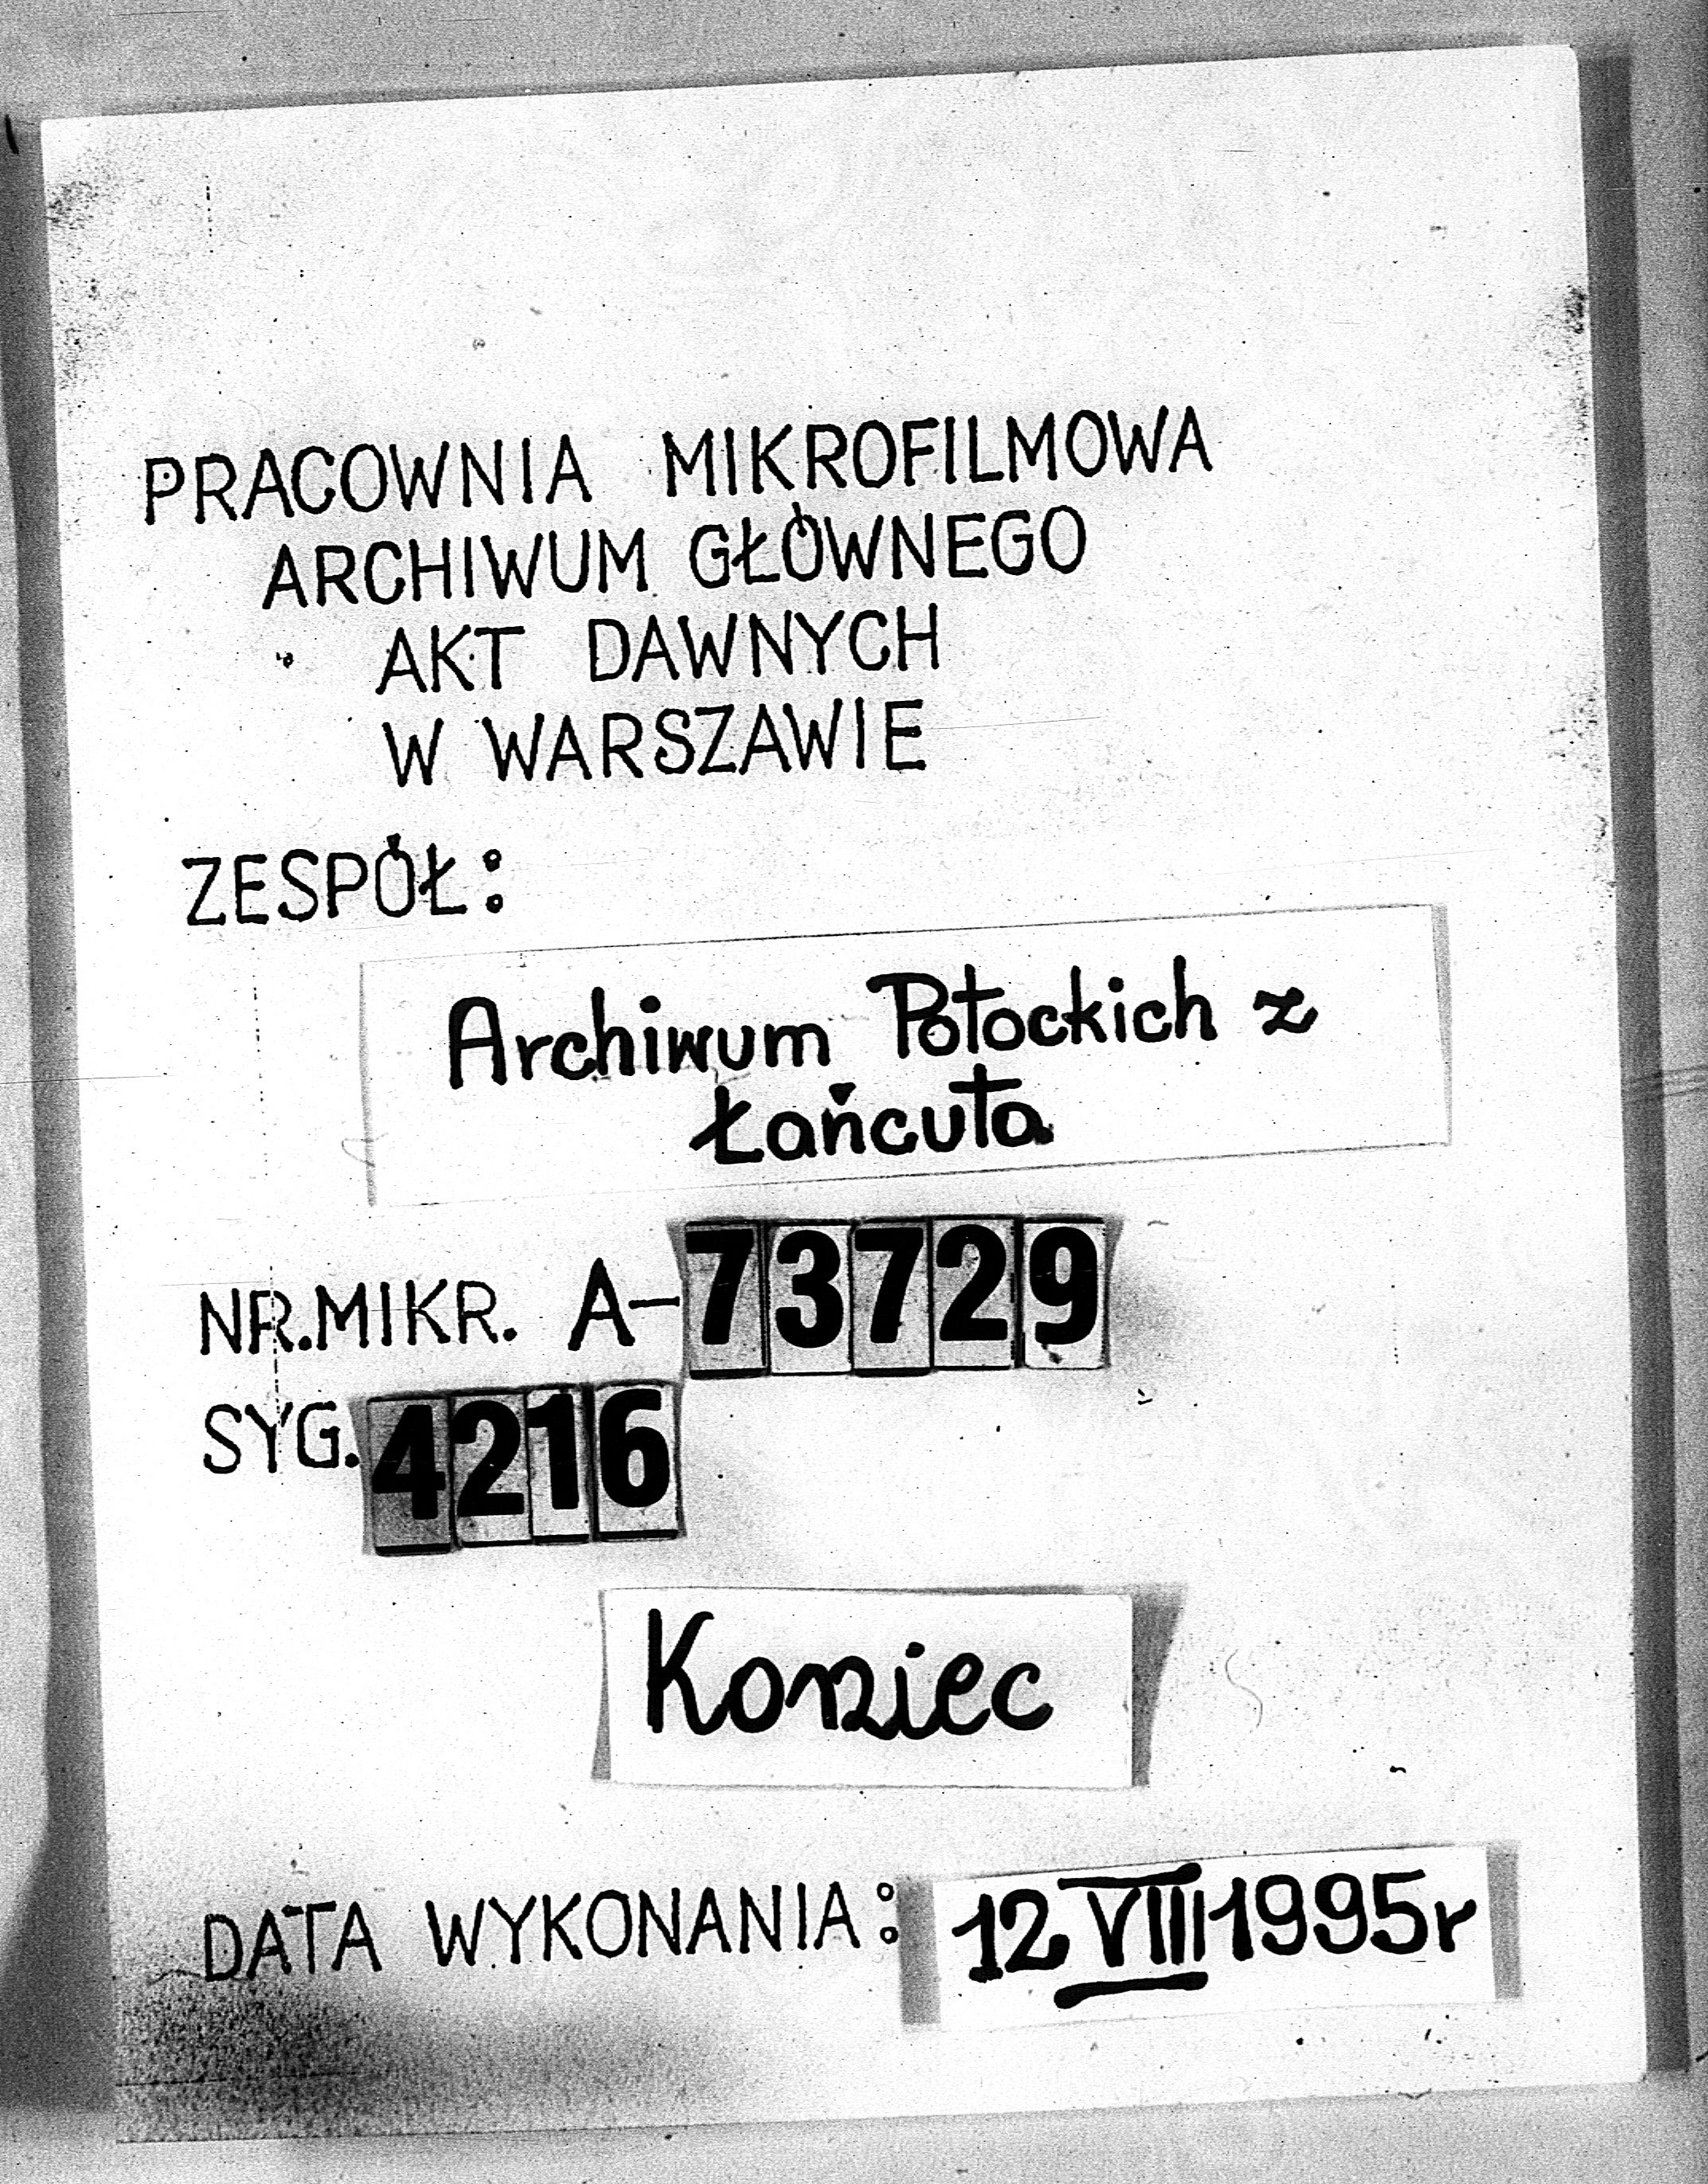 PRACOWNIA MIKROFILMOWA
ARCHIWUM GŁÓWNEGO
AKT DAWNYCH
W WARSZAWIE
ZESPÓŁ:
Archiwum Potockich z
Łańcuta
NR.MIKR. A-73729
SYG. 4216
Koniec
DATA WYKONANIA: 12 VIII 1995r